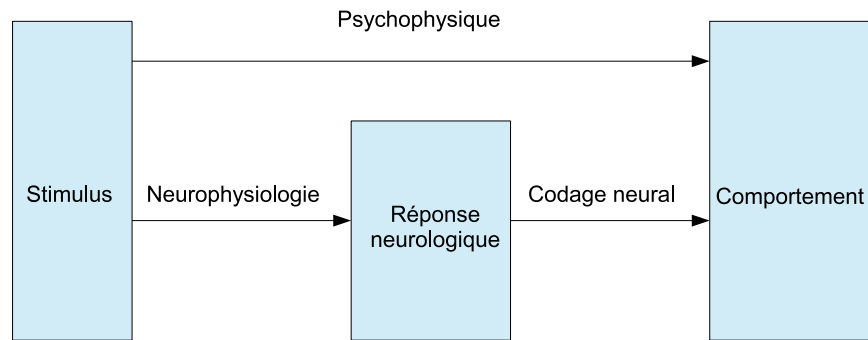 Psychophysique
Stimulus
Neurophysiologie
Réponse
neurologique
Codage neural
Comportement